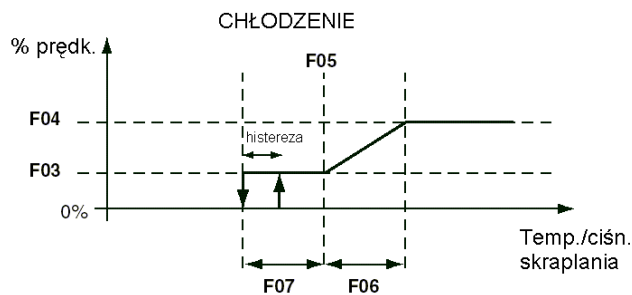 CHŁODZENIE
% prędk.
F05
F04
histereza
F03
0%
Temp./ciśn.
skraplania
F07
F06